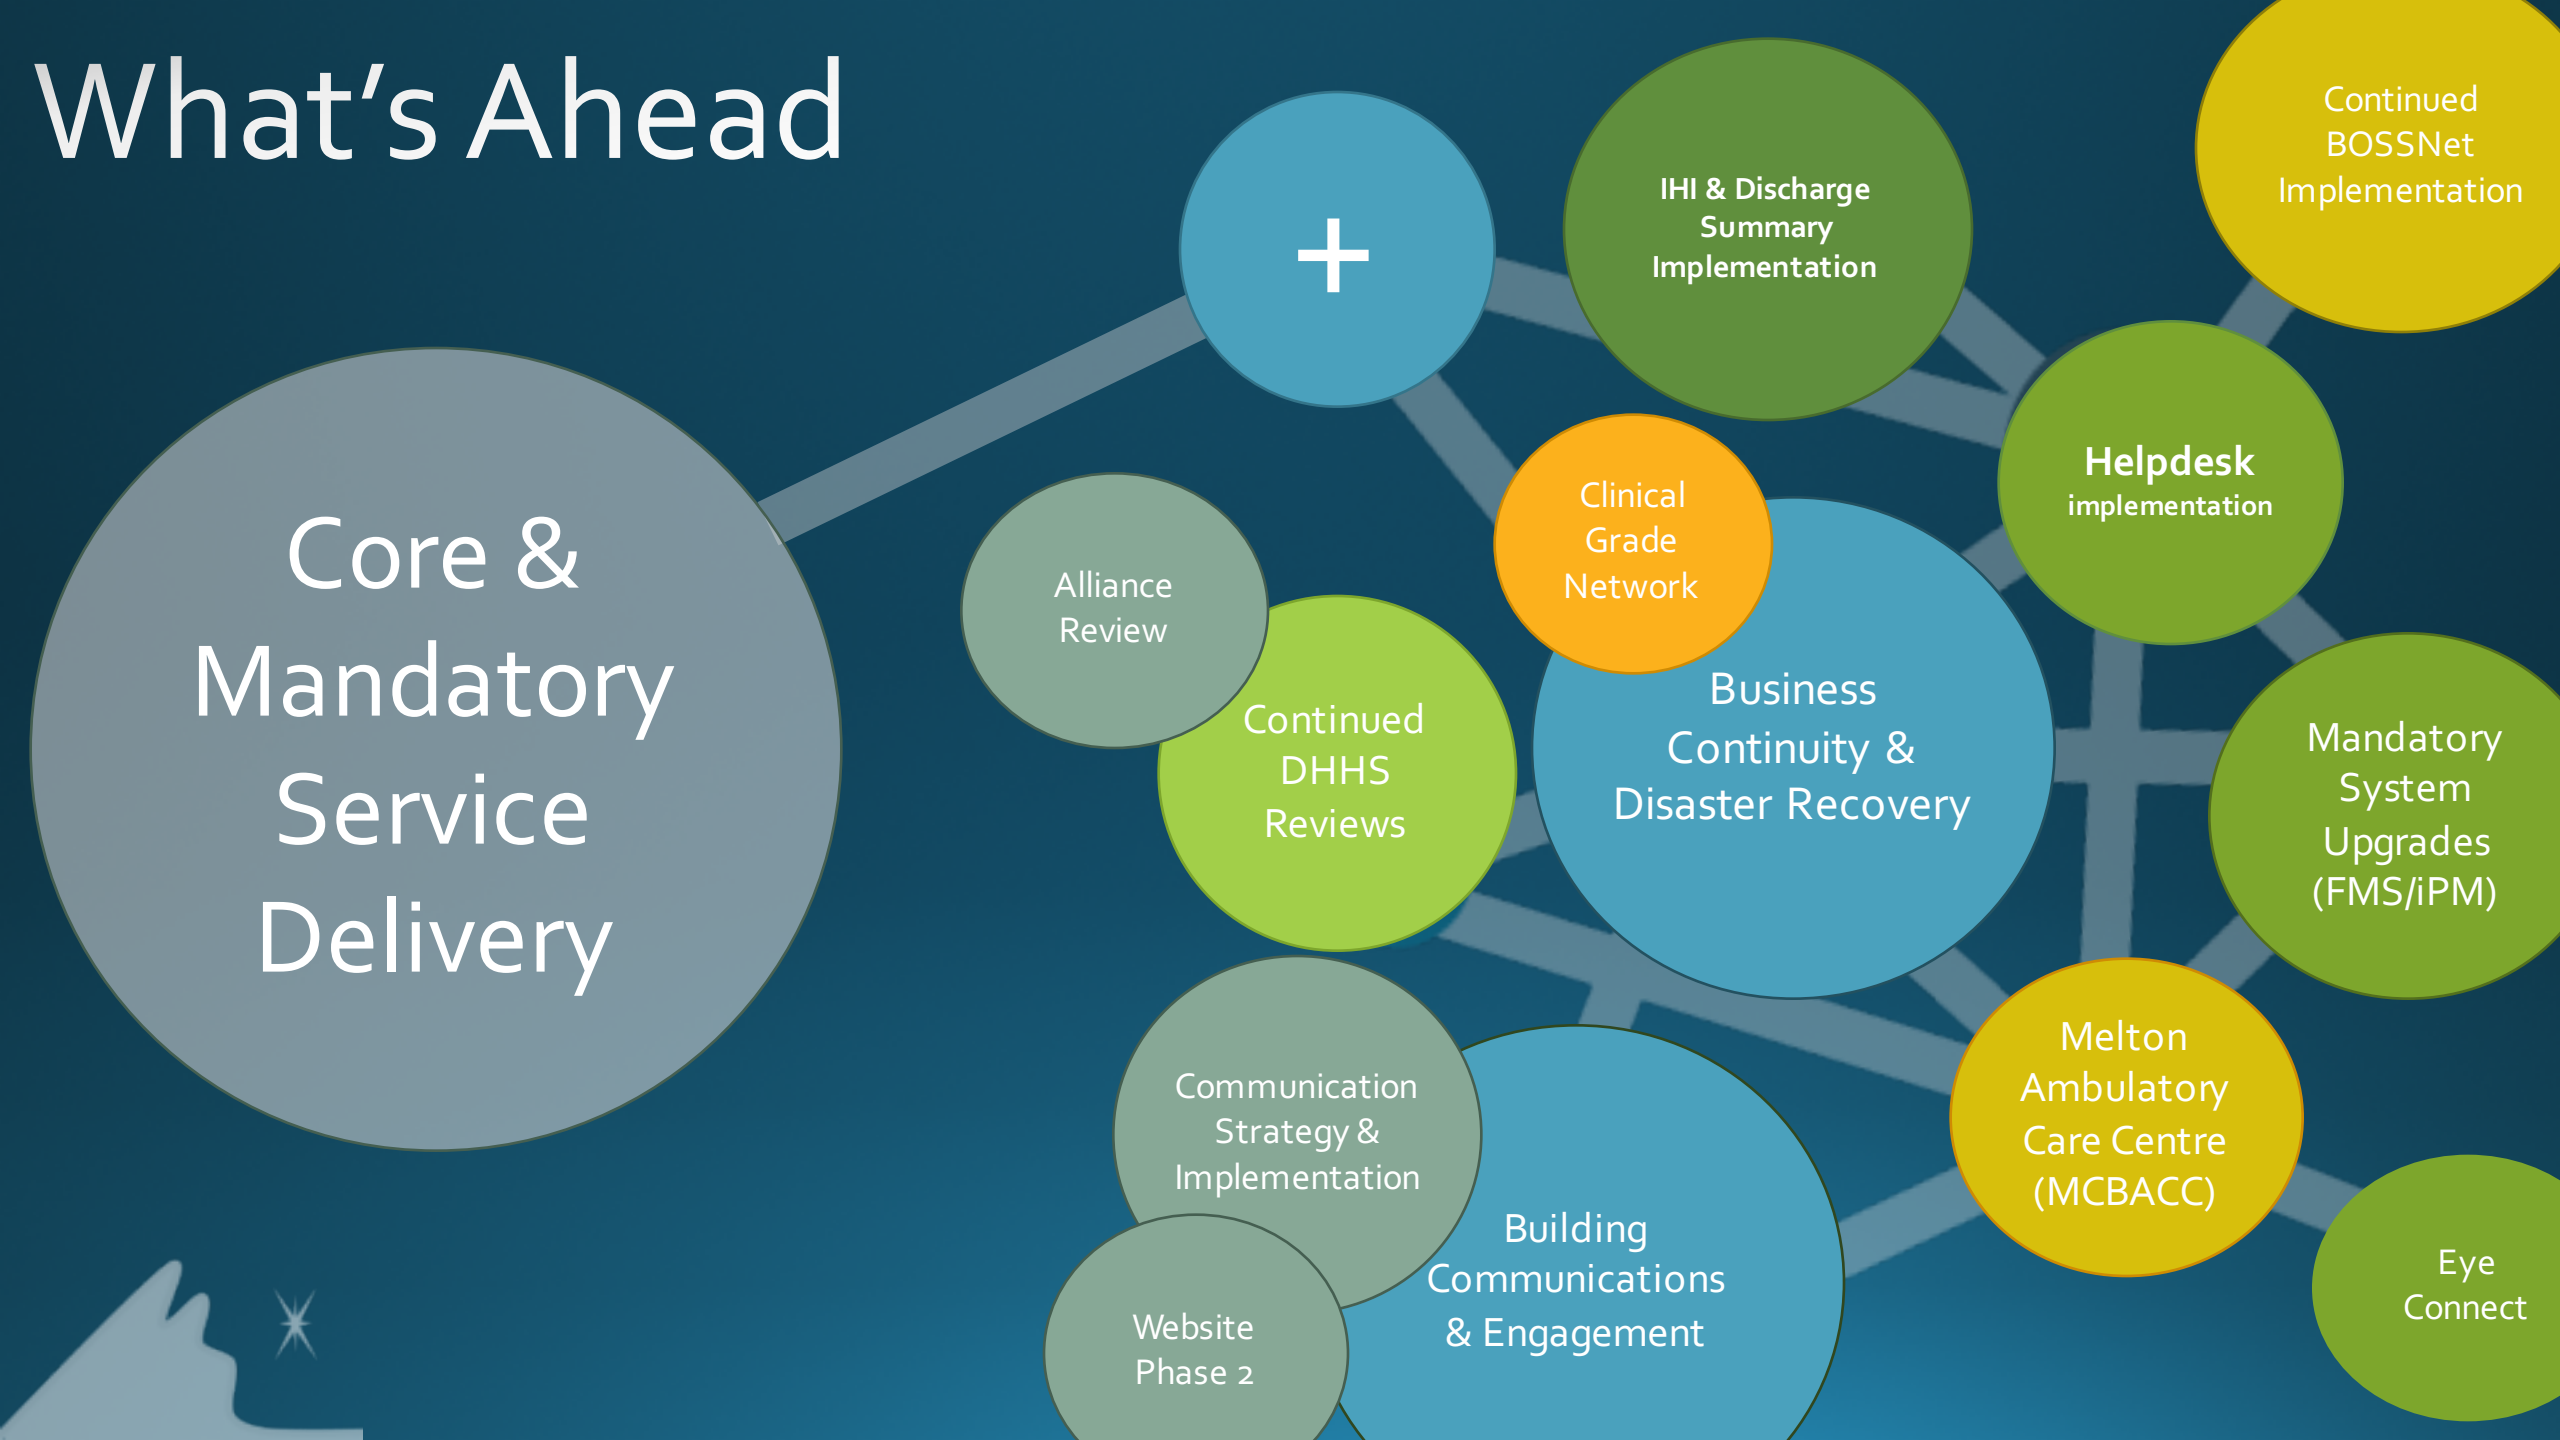 What's Ahead
+
IHI & Discharge
Summary
Implementation
Continued
BOSSNet
Implementation
Helpdesk
implementation
Clinical
Grade
Network
Alliance
Review
Core &
Mandatory
Service
Delivery
Continued
DHHS
Reviews
Business
Continuity &
Disaster Recovery
Mandatory
System
Upgrades
(FMS/iPM)
Melton
Ambulatory
Care Centre
(MCBACC)
Communication
Strategy &
Implementation
Building
Communications
& Engagement
Eye
Connect
Website
Phase 2